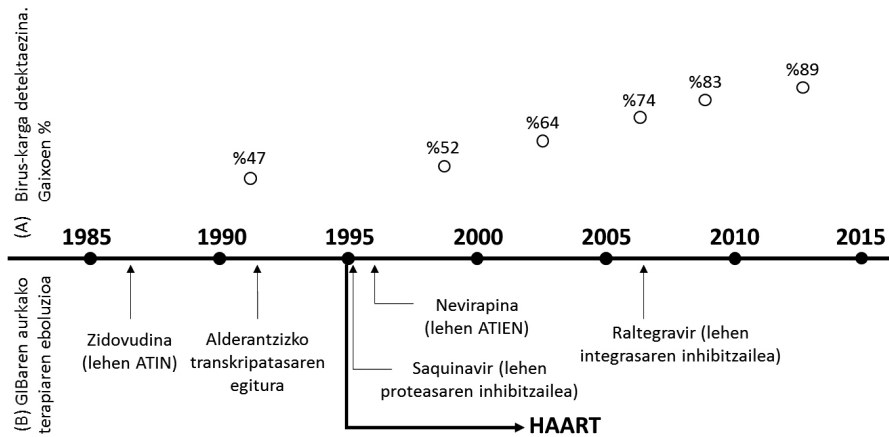 (A) Birus-karga detektaezina.
Gaixoen %
%47
%52
%64
%74
%83
%89
1985
1990
1995
2000
2005
2010
2015
(B) GIBaren aurkako
terapiaren eboluzioa
Zidovudina
(lehen ATIN)
Alderantzizko
transkripatasaren
egitura
Nevirapina
(lehen ATIEN)
Saquinavir (lehen
proteasaren inhibitzailea)
Raltegravir (lehen
integrasaren inhibitzailea)
HAART